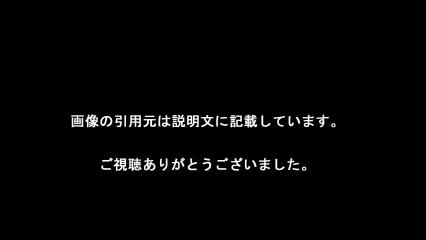 画像の引用元は説明文に記載しています。
ご視聴ありがとうございました。